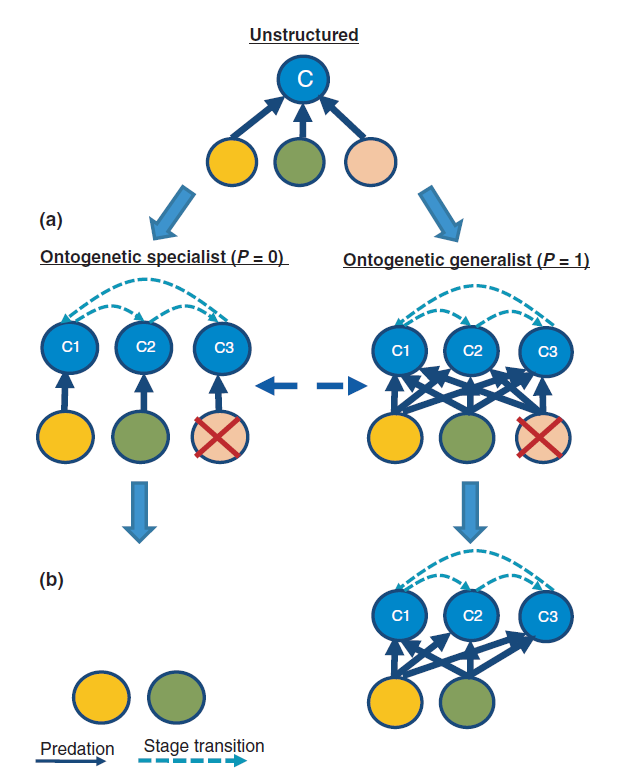 Unstructured
C
(a)
Ontogenetic specialist (P = 0)
Ontogenetic generalist (P = 1)
C1 C2 C3
C1 C2 C3
(b)
C1 C2 C3
Predation
Stage transition